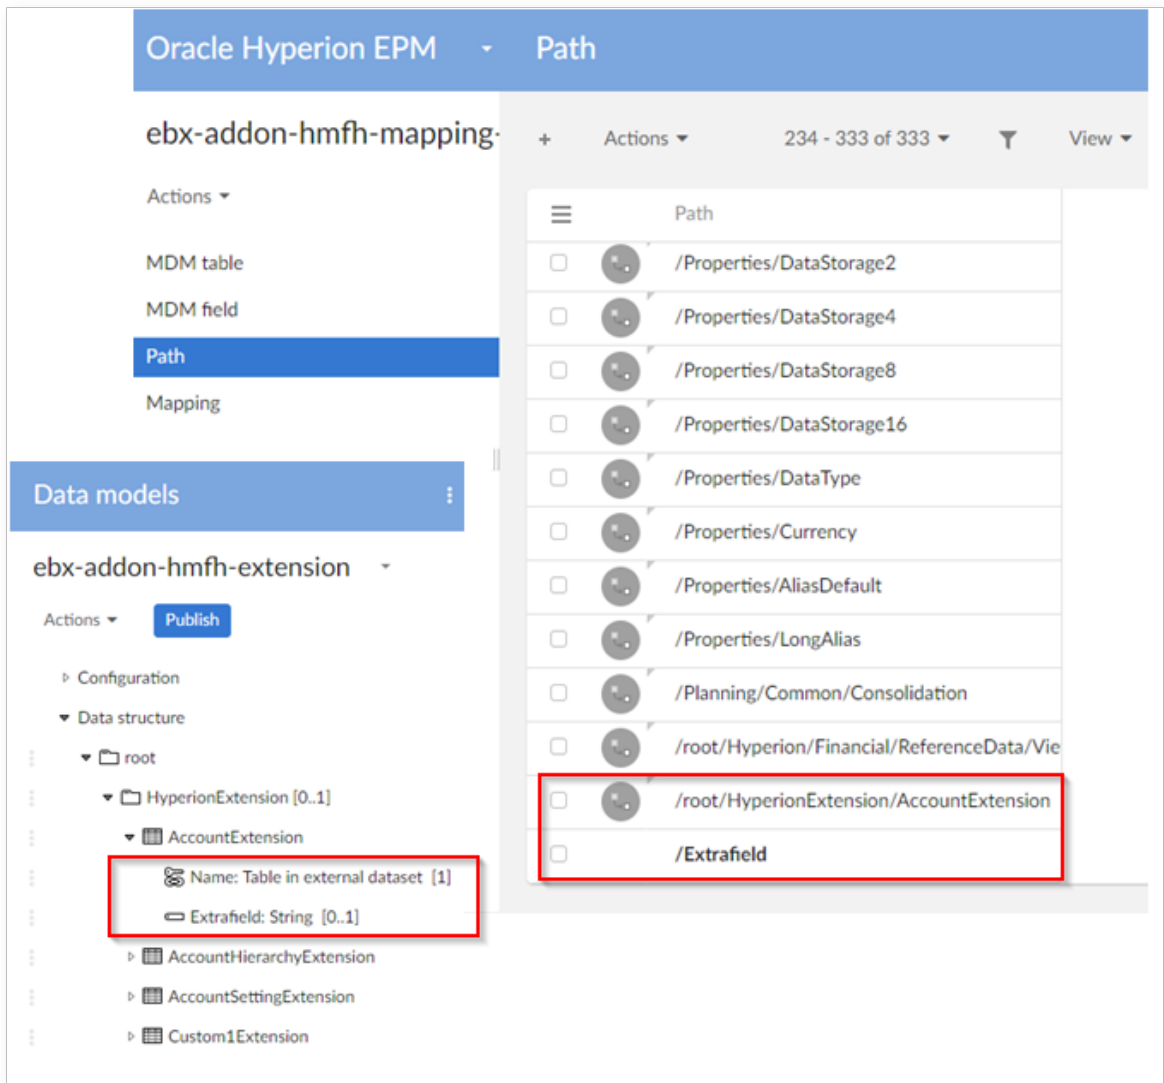 Oracle Hyperion EPM
Path
ebx-addon-hmfh-mapping-
Actions
MDM table
MDM field
Path
Mapping
+ Actions 234 - 333 of 333 View
Path
/Properties/DataStorage2
/Properties/DataStorage4
/Properties/DataStorage8
/Properties/DataStorage16
/Properties/DataType
/Properties/Currency
/Properties/AliasDefault
/Properties/LongAlias
/Planning/Common/Consolidation
/root/Hyperion/Financial/ReferenceData/Vie
/root/HyperionExtension/AccountExtension
/Extrafield
Data models
ebx-addon-hmfh-extension
Actions Publish
Configuration
Data structure
root
HyperionExtension [0..1]
AccountExtension
Name: Table in external dataset [1]
Extrafield: String [0..1]
AccountHierarchyExtension
AccountSettingExtension
Custom1Extension